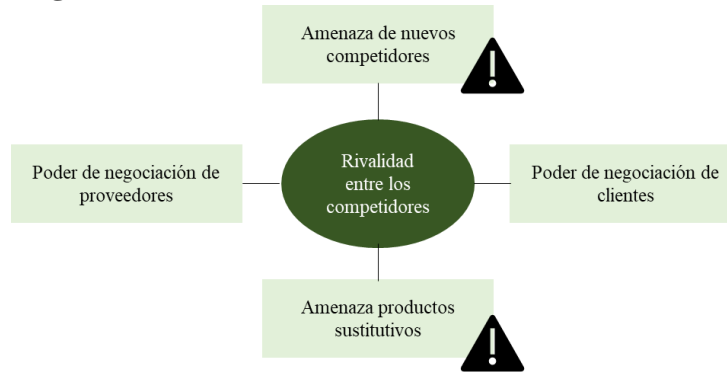 Amenaza de nuevos
competidores
Poder de negociación de
proveedores
Rivalidad
entre los
competidores
Poder de negociación de
clientes
Amenaza productos
sustitutivos